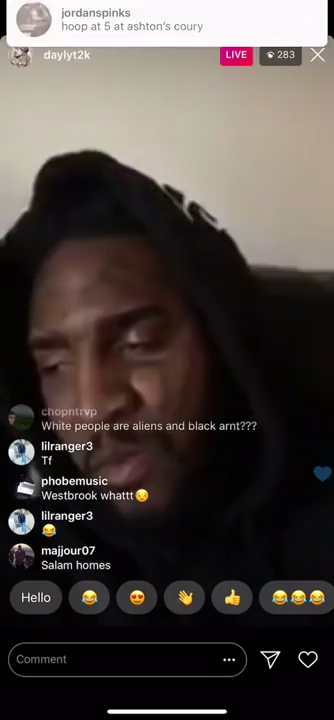 jordanspinks
hoop at 5 at ashton's coury
daylyt2k
LIVE
283
chopntrvp
White people are aliens and black arnt???
lilranger3
Tf
phobemusic
Westbrook whattt😒
lilranger3
😂
majjour07
Salam homes
Hello 😂 😍 👋 👍 😂😂😂
Comment